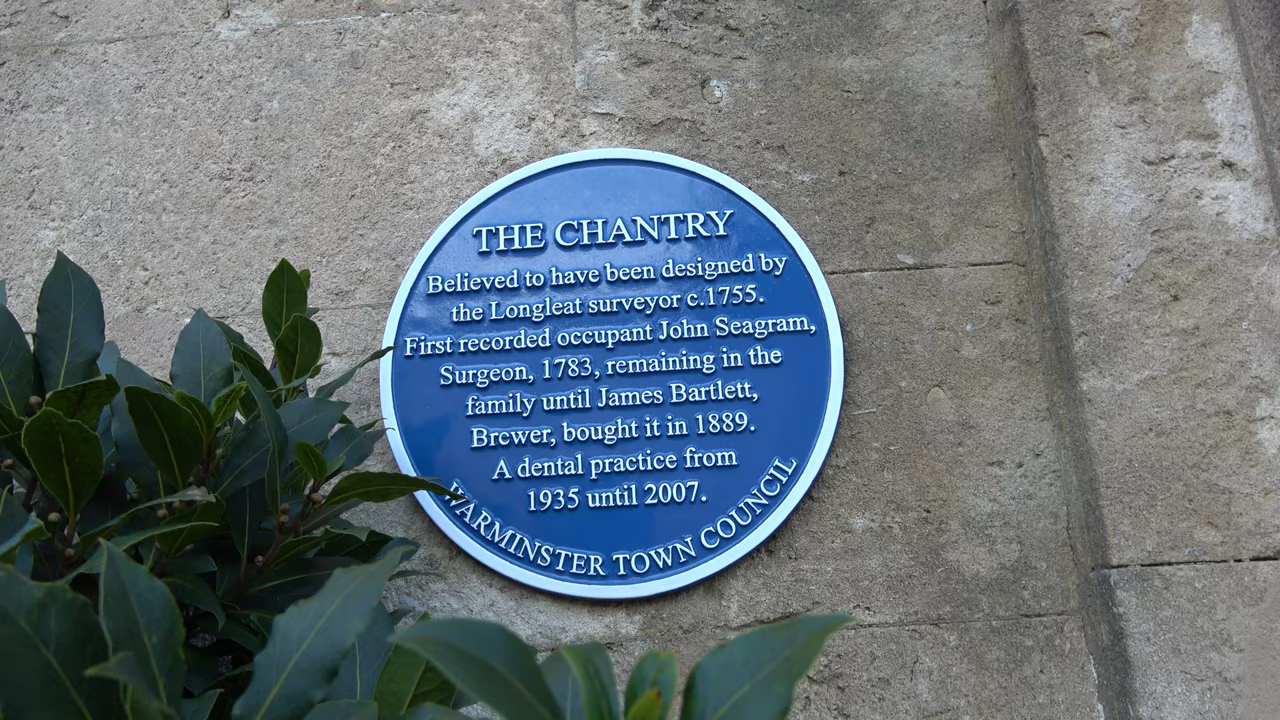 THE CHANTRY
Believed to have been designed by
the Longleat surveyor c.1755.
First recorded occupant John Seagram,
Surgeon, 1783, remaining in the
family until James Bartlett,
Brewer, bought it in 1889.
A dental practice from
1935 until 2007.
WARMINSTER TOWN COUNCIL